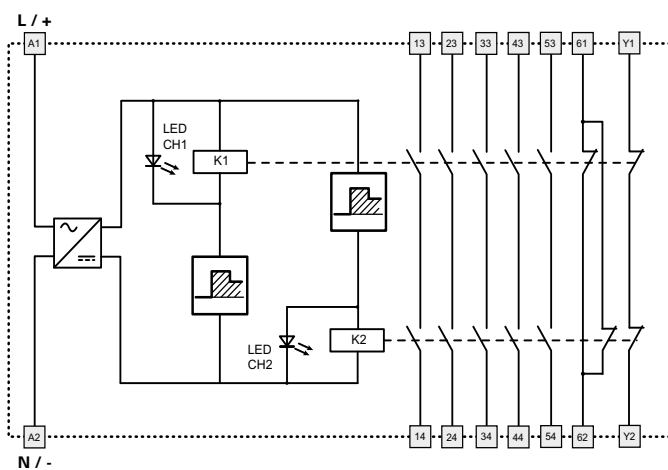 L / +
A1
13
23
33
43
53
61
Y1
LED
CH1
K1
LED
CH2
K2
A2
14
24
34
44
54
62
Y2
N / -